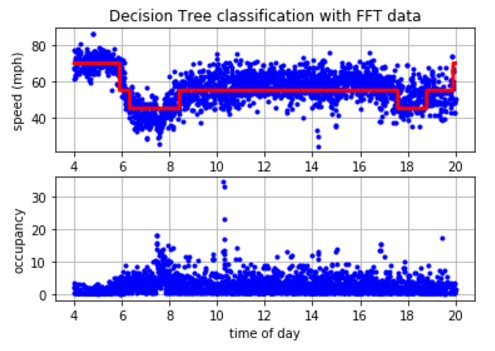 Decision Tree classification with FFT data
speed (mph)
80
60
40
4 6 8 10 12 14 16 18 20
occupancy
30
20
10
0
4 6 8 10 12 14 16 18 20
time of day